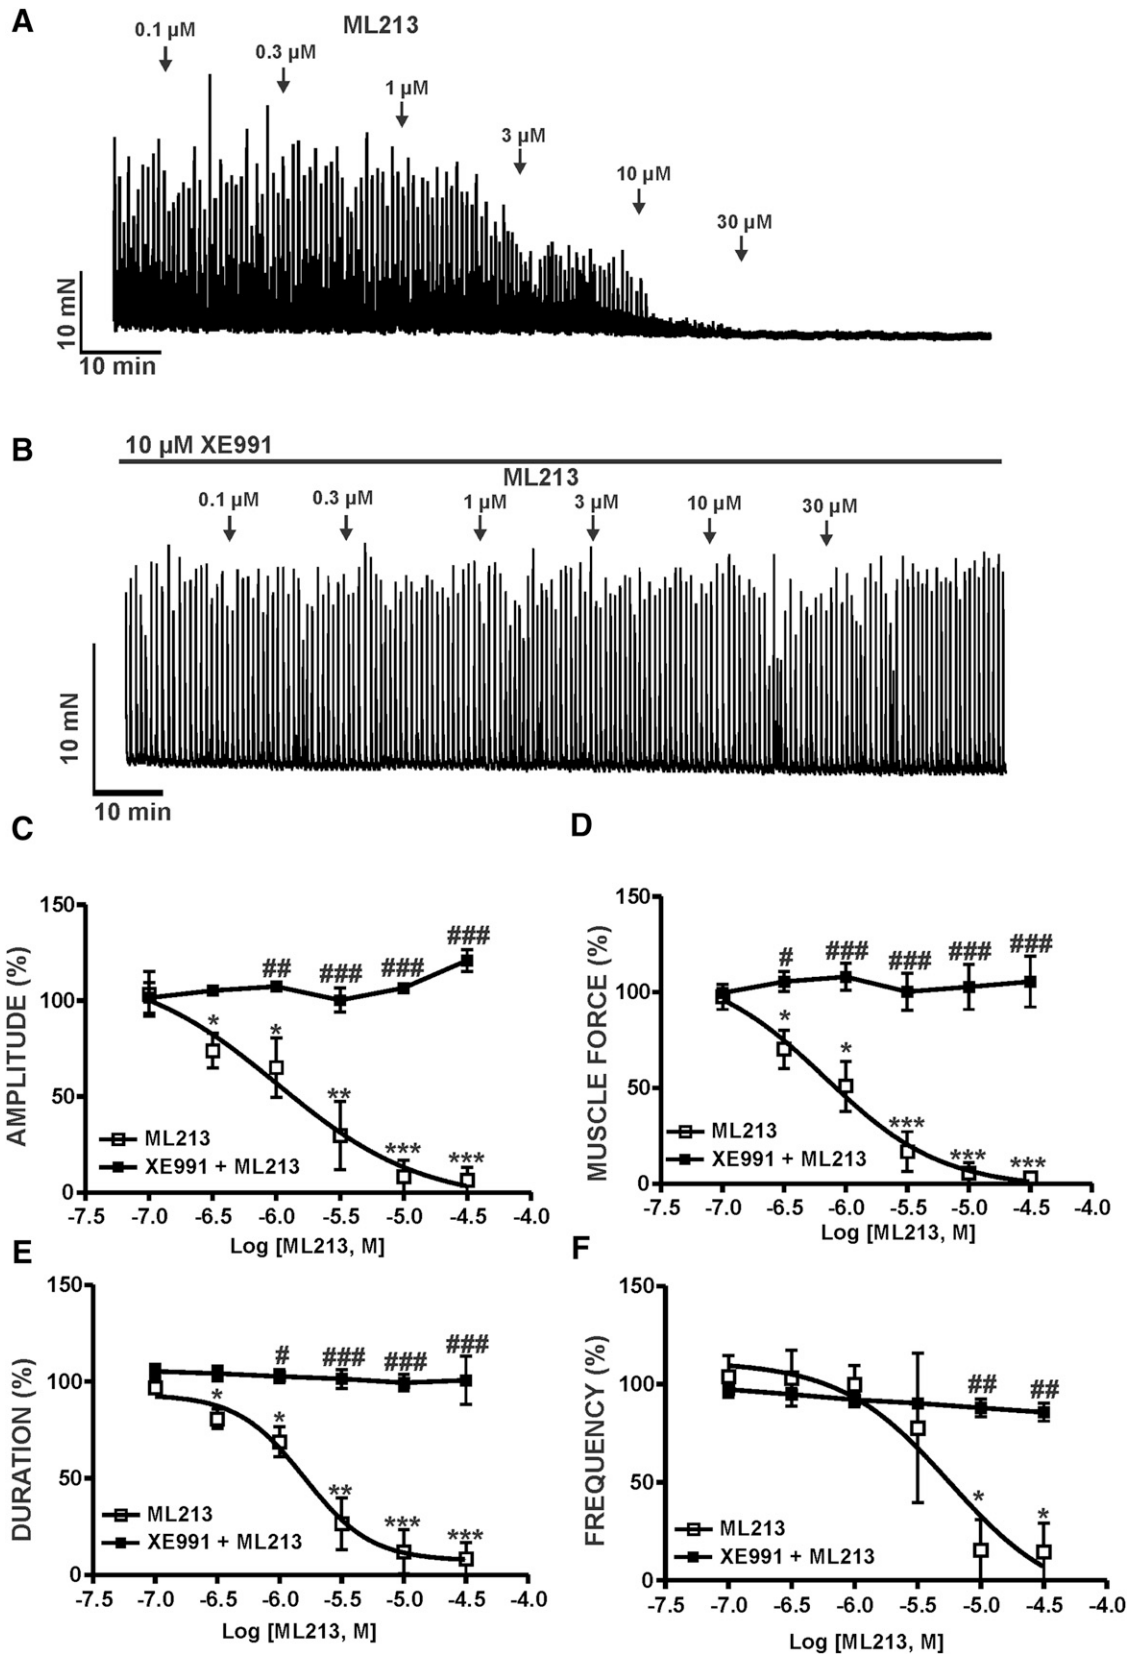 A
ML213
0.1 µM
0.3 µM
1 µM
3 µM
10 µM
30 µM
10 mN
10 min
B
10 µM XE991
ML213
0.1 µM
0.3 µM
1 µM
3 µM
10 µM
30 µM
10 mN
10 min
C
AMPLITUDE (%)
150
100
50
0
## ### ### ###
* * ** *** ***
ML213
XE991 + ML213
-7.5 -7.0 -6.5 -6.0 -5.5 -5.0 -4.5 -4.0
Log [ML213, M]
D
MUSCLE FORCE (%)
150
100
50
0
# ### ### ### ###
* * *** *** ***
ML213
XE991 + ML213
-7.5 -7.0 -6.5 -6.0 -5.5 -5.0 -4.5 -4.0
Log [ML213, M]
E
DURATION (%)
150
100
50
0
# ### ### ###
* * ** *** ***
ML213
XE991 + ML213
-7.5 -7.0 -6.5 -6.0 -5.5 -5.0 -4.5 -4.0
Log [ML213, M]
F
FREQUENCY (%)
150
100
50
0
## ##
* *
ML213
XE991 + ML213
-7.5 -7.0 -6.5 -6.0 -5.5 -5.0 -4.5 -4.0
Log [ML213, M]